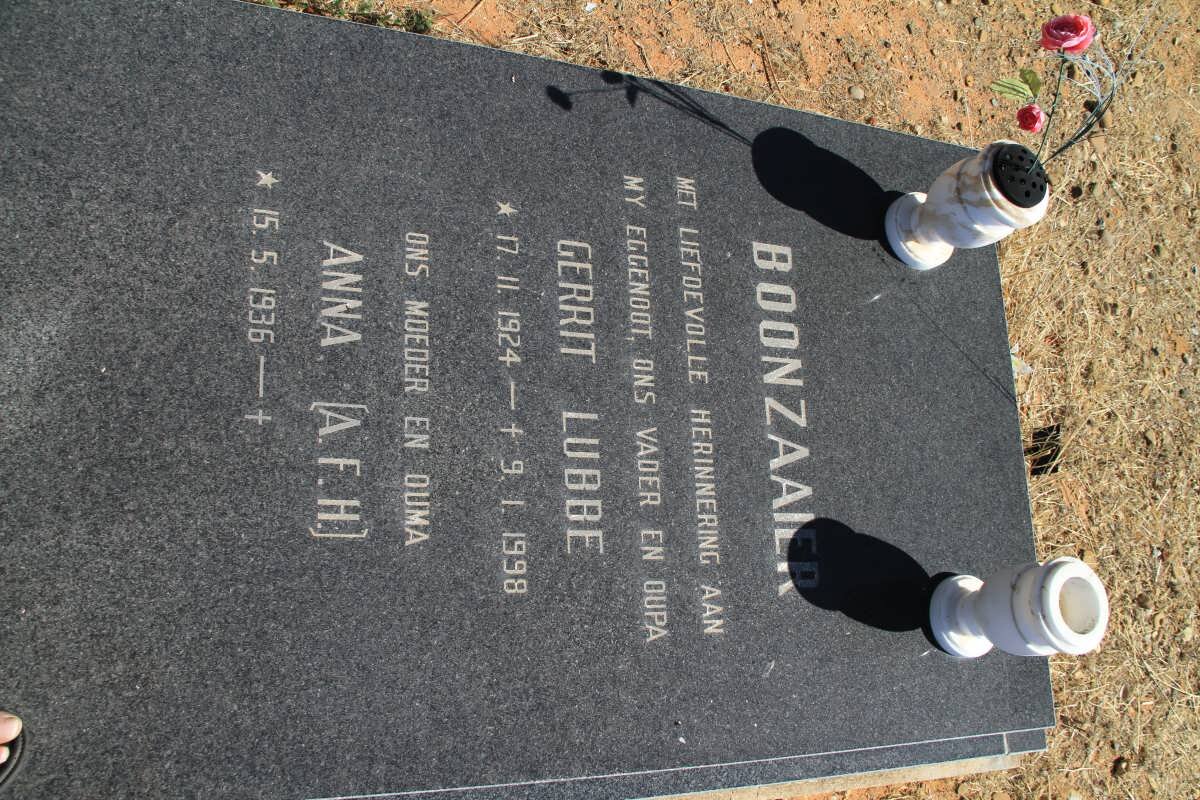 BOONZAAIER
MET LIEFDEVOLLE HERINNERING AAN
MY EGGENOOT, ONS VADER EN OUPA
GERRIT LUBBE
★ 17. 11. 1924 — † 9. 1. 1998
ONS MOEDER EN OUMA
ANNA (A.F.H.)
★ 15. 5. 1936 — †